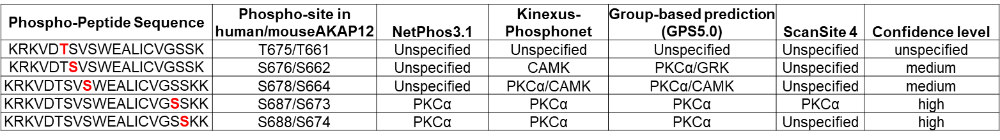 Phospho-Peptide Sequence Phospho-site in human/mouseAKAP12 NetPhos3.1 Kinexus-Phosphonet Group-based prediction (GPS5.0) ScanSite 4 Confidence level
KRKVDTSVSWEALICVGSSK T675/T661 Unspecified Unspecified Unspecified Unspecified unspecified
KRKVDTSVSWEALICVGSSK S676/S662 Unspecified CAMK PKCα/GRK Unspecified medium
KRKVDTSVSWEALICVGSSKK S678/S664 Unspecified PKCα/CAMK PKCα/CAMK Unspecified medium
KRKVDTSVSWEALICVGSSKK S687/S673 PKCα PKCα PKCα PKCα high
KRKVDTSVSWEALICVGSSKK S688/S674 PKCα PKCα PKCα Unspecified high